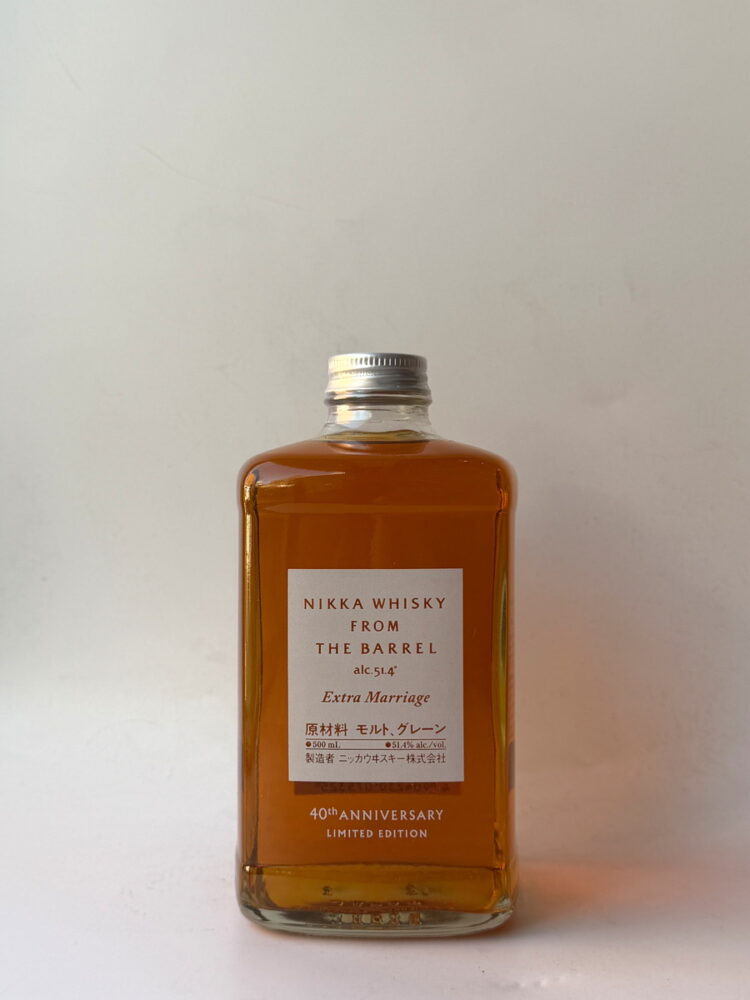 NIKKA WHISKY
FROM
THE BARREL
alc.51.4°
Extra Marriage
原材料 モルト、グレーン
●500 mL ●51.4% alc./vol.
製造者 ニッカウヰスキー株式会社
40th ANNIVERSARY
LIMITED EDITION